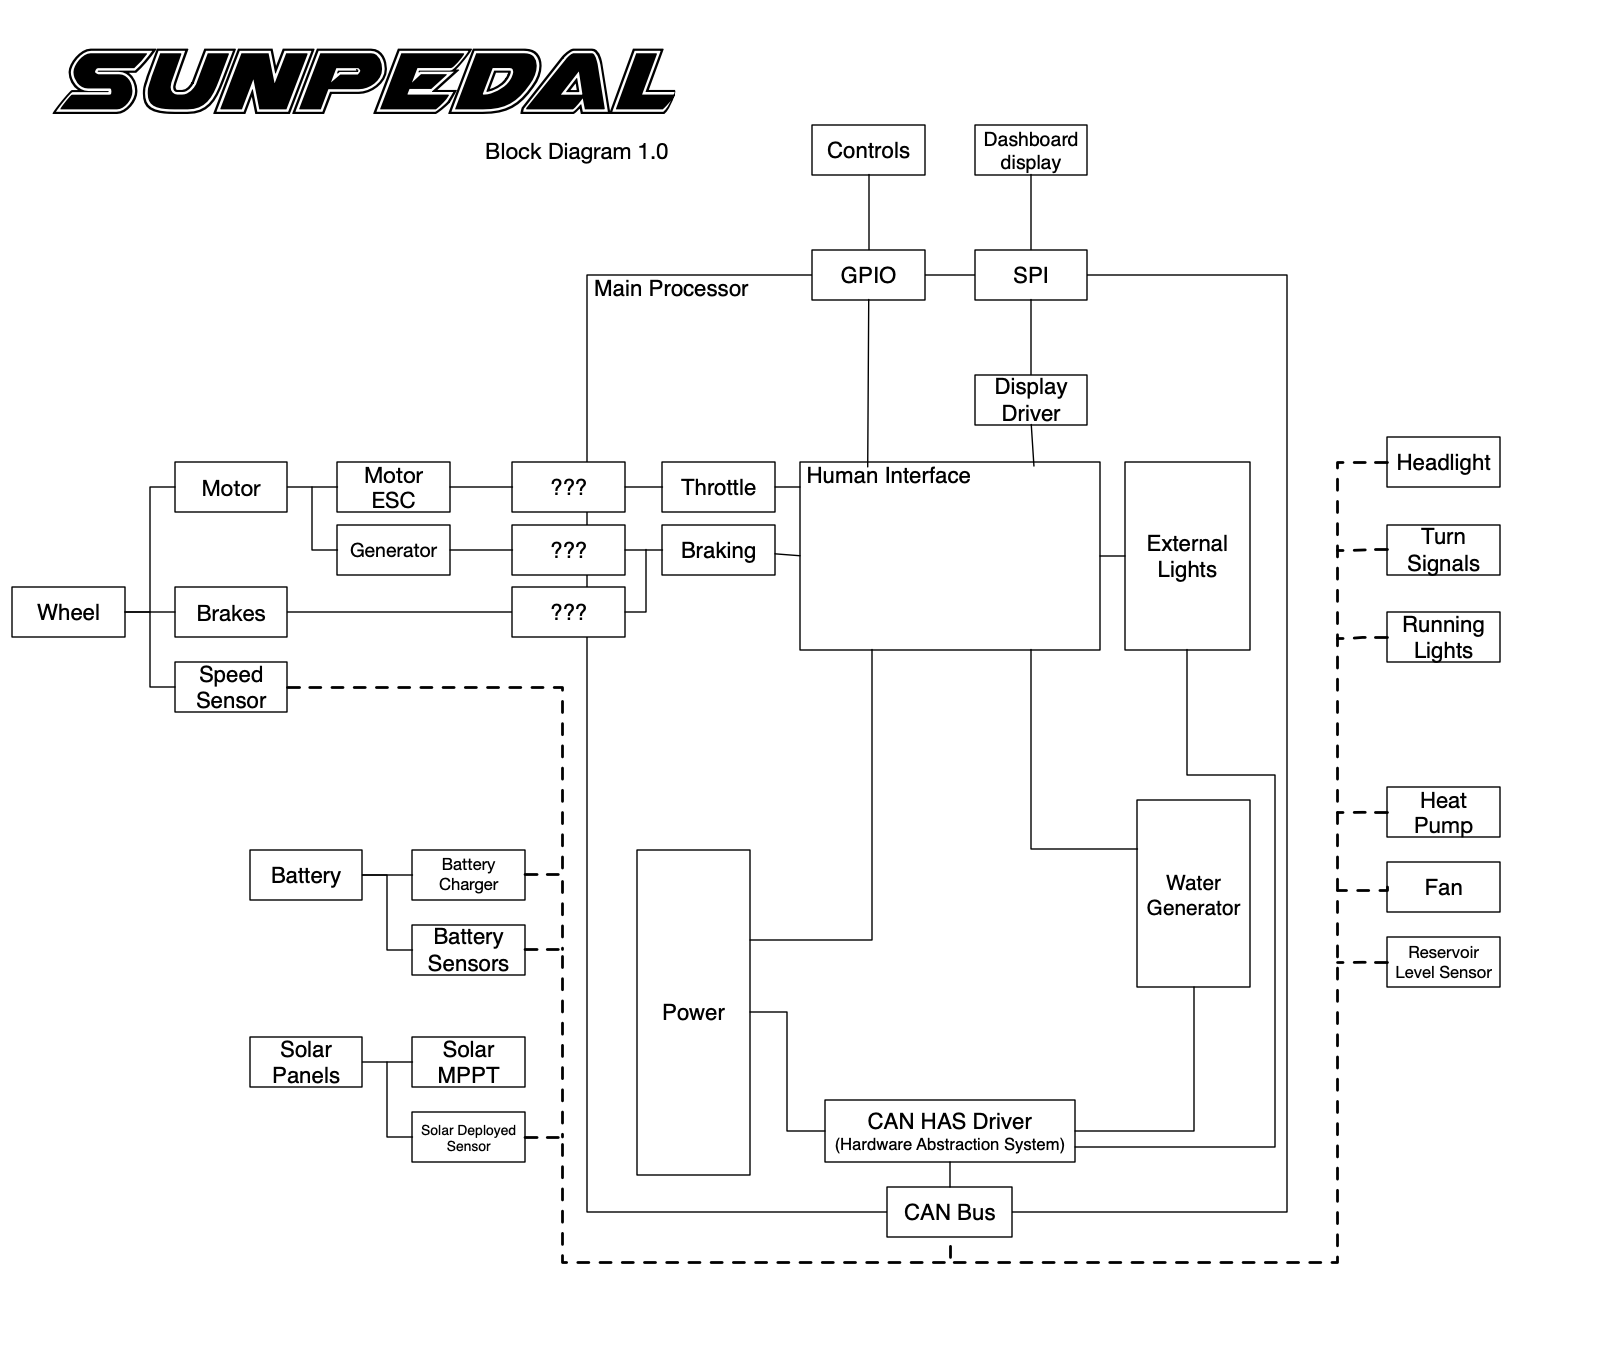 SUNPEDAL
Block Diagram 1.0
Controls
Dashboard
display
GPIO
SPI
Main Processor
Display
Driver
Motor
Motor
ESC
???
Throttle
Human Interface
Generator
???
Braking
External
Lights
Wheel
Brakes
???
Speed
Sensor
Headlight
Turn
Signals
Running
Lights
Heat
Pump
Fan
Reservoir
Level Sensor
Battery
Battery
Charger
Battery
Sensors
Water
Generator
Solar
Panels
Solar
MPPT
Solar Deployed
Sensor
Power
CAN HAS Driver
(Hardware Abstraction System)
CAN Bus